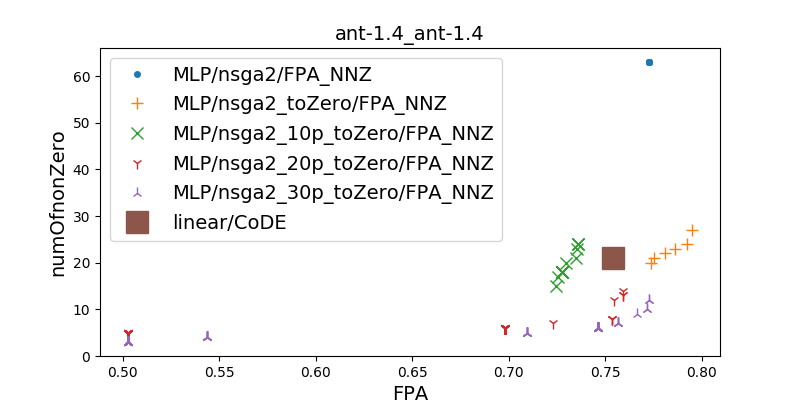 ant-1.4_ant-1.4
MLP/nsga2/FPA_NNZ
MLP/nsga2_toZero/FPA_NNZ
MLP/nsga2_10p_toZero/FPA_NNZ
MLP/nsga2_20p_toZero/FPA_NNZ
MLP/nsga2_30p_toZero/FPA_NNZ
linear/CoDE
numOfnonZero
60
50
40
30
20
10
0
0.50 0.55 0.60 0.65 0.70 0.75 0.80
FPA